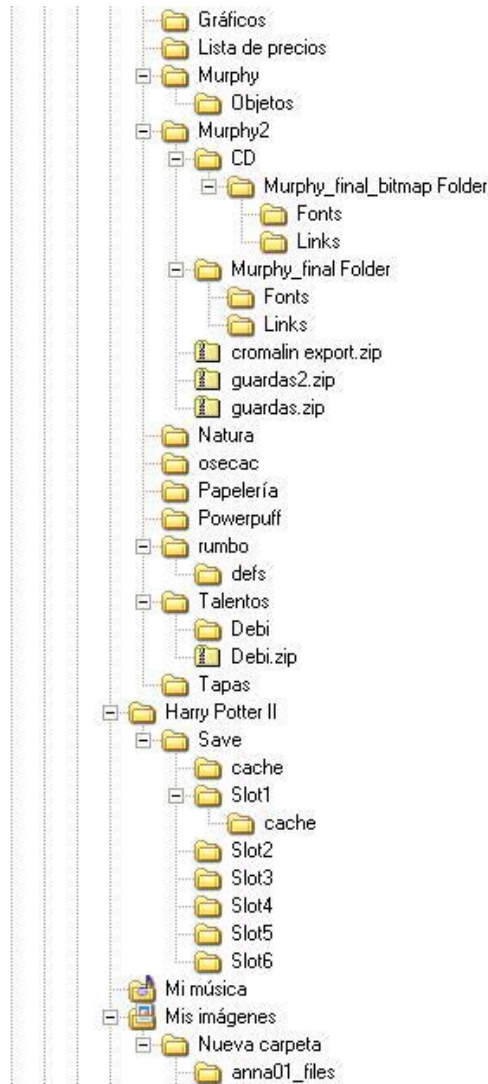 Gráficos
Lista de precios
Murphy
Objetos
Murphy2
CD
Murphy_final_bitmap Folder
Fonts
Links
Murphy_final Folder
Fonts
Links
cromalin export.zip
guardas2.zip
guardas.zip
Natura
osecac
Papelería
Powerpuff
rumbo
defs
Talentos
Debi
Debi.zip
Tapas
Harry Potter II
Save
cache
Slot1
cache
Slot2
Slot3
Slot4
Slot5
Slot6
Mi música
Mis imágenes
Nueva carpeta
anna01_files